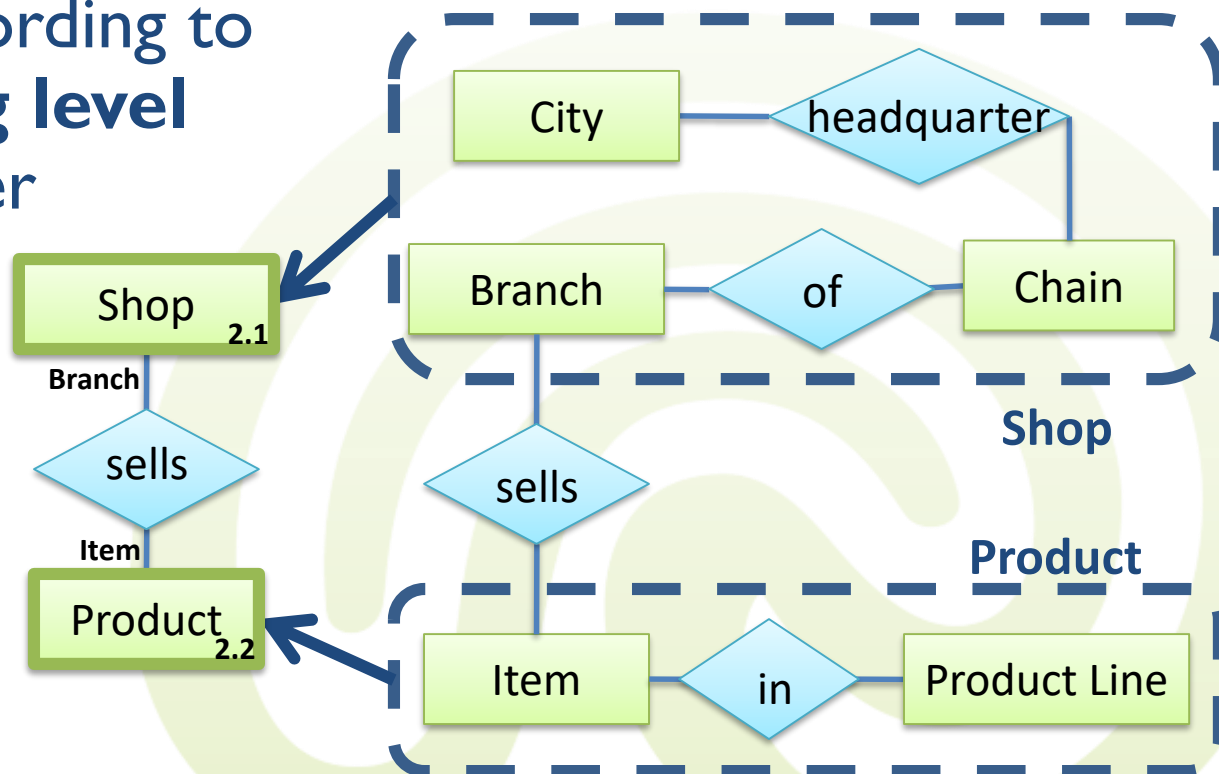 ording to
g level
er
City
headquarter
Branch
of
Chain
Shop
2.1
Branch
sells
Item
Product
2.2
Shop
sells
Product
Item
in
Product Line